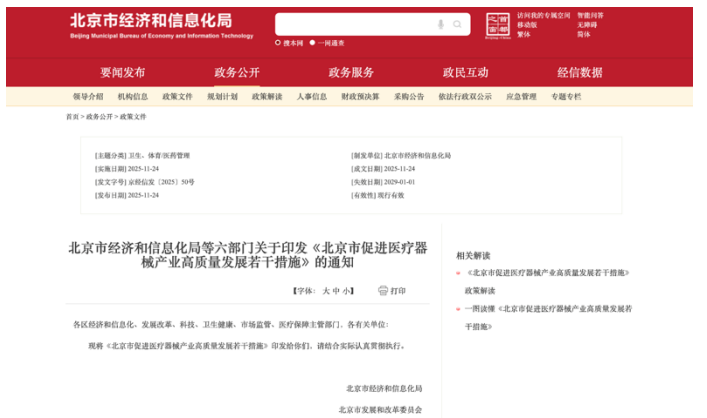 北京市经济和信息化局
Beijing Municipal Bureau of Economy and Information Technology
搜本网 一网通查
首都之窗
访问我的专属空间 智能问答
移动版 无障碍
繁体 简体
要闻发布 政务公开 政务服务 政民互动 经信数据
领导介绍 机构信息 政策文件 规划计划 政策解读 人事信息 财政预决算 采购公告 依法行政双公示 应急管理 专题专栏
首页 > 政务公开 > 政策文件
[主题分类] 卫生、体育/医药管理 [制发单位] 北京市经济和信息化局
[实施日期] 2025-11-24 [成文日期] 2025-11-24
[发文字号] 京经信发〔2025〕50号 [失效日期] 2029-01-01
[发布日期] 2025-11-24 [有效性] 现行有效
北京市经济和信息化局等六部门关于印发《北京市促进医疗器
械产业高质量发展若干措施》的通知
【字体：大 中 小】 打印
各区经济和信息化、发展改革、科技、卫生健康、市场监管、医疗保障主管部门，各有关单位：
现将《北京市促进医疗器械产业高质量发展若干措施》印发给你们，请结合实际认真贯彻执行。
北京市经济和信息化局
北京市发展和改革委员会
相关解读
《北京市促进医疗器械产业高质量发展若干措施》
政策解读
一图读懂《北京市促进医疗器械产业高质量发展若
干措施》